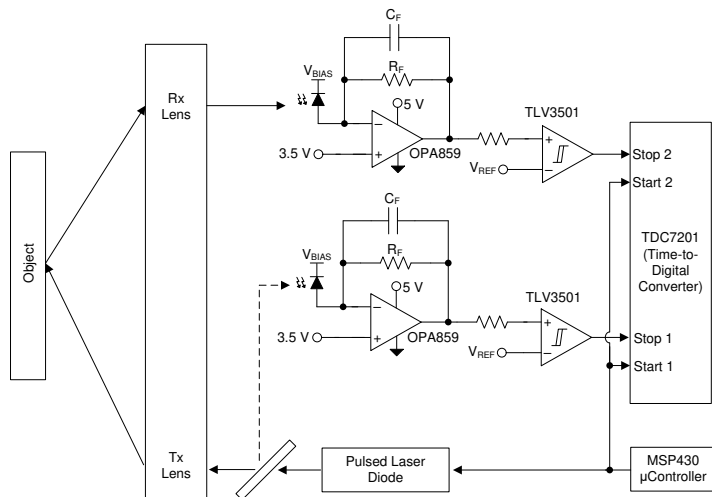 C_F
R_F
V_BIAS
5 V
Rx
Lens
TLV3501
−
+
+
−
3.5 V
OPA859
V_REF
Stop 2
Start 2
Object
C_F
R_F
V_BIAS
5 V
TDC7201
(Time-to-
Digital
Converter)
TLV3501
−
+
+
−
3.5 V
OPA859
V_REF
Stop 1
Start 1
Tx
Lens
Pulsed Laser
Diode
MSP430
µController